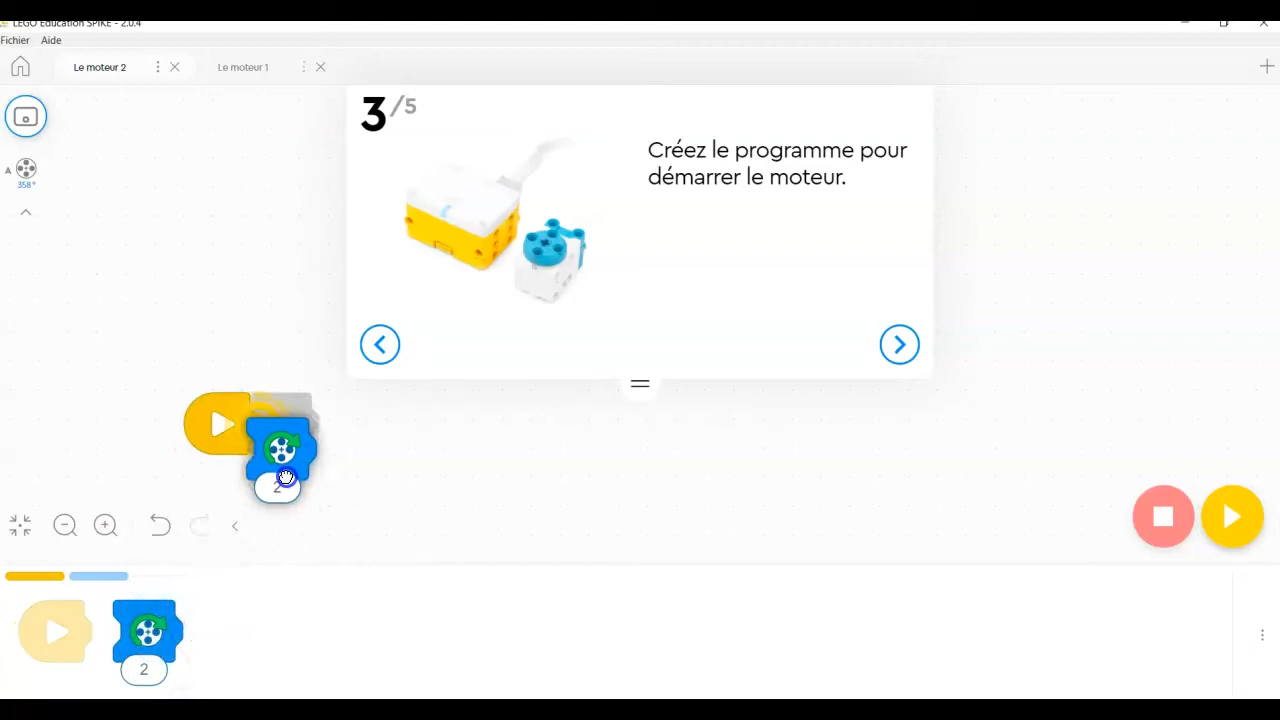 LEGO Education SPIKE - 2.0.4
Fichier Aide
Le moteur 2 Le moteur 1
3/5
Créez le programme pour
démarrer le moteur.
A
358°
2
2